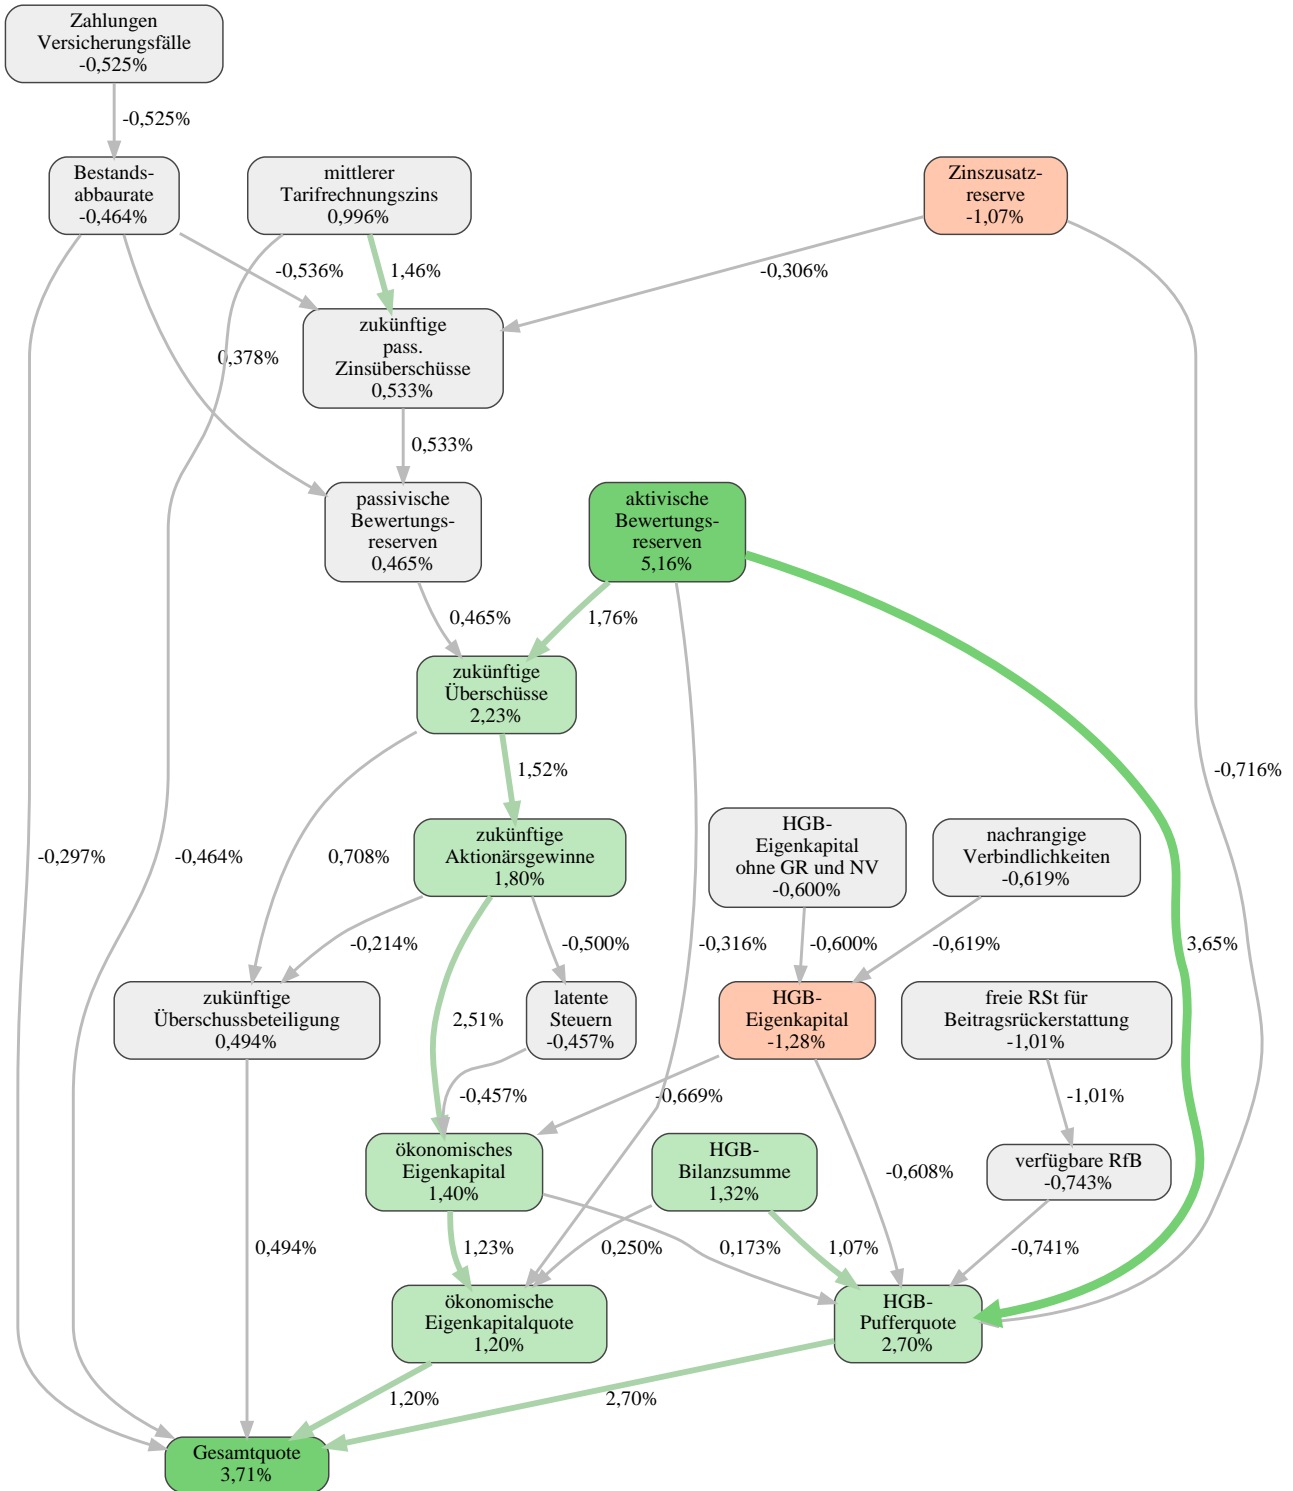 Zahlungen
Versicherungsfälle
-0,525%
-0,525%
Bestands-
abbaurate
-0,464%
mittlerer
Tarifrechnungszins
0,996%
Zinszusatz-
reserve
-1,07%
-0,536%
1,46%
-0,306%
zukünftige
pass.
Zinsüberschüsse
0,533%
0,378%
0,533%
passivische
Bewertungs-
reserven
0,465%
aktivische
Bewertungs-
reserven
5,16%
0,465%
1,76%
zukünftige
Überschüsse
2,23%
1,52%
-0,716%
zukünftige
Aktionärsgewinne
1,80%
HGB-
Eigenkapital
ohne GR und NV
-0,600%
nachrangige
Verbindlichkeiten
-0,619%
-0,297%
-0,464%
0,708%
-0,214%
-0,500%
-0,316%
-0,600%
-0,619%
3,65%
zukünftige
Überschussbeteiligung
0,494%
2,51%
latente
Steuern
-0,457%
HGB-
Eigenkapital
-1,28%
freie RSt für
Beitragsrückerstattung
-1,01%
-0,457%
-0,669%
-1,01%
ökonomisches
Eigenkapital
1,40%
HGB-
Bilanzsumme
1,32%
-0,608%
verfügbare RfB
-0,743%
0,494%
1,23%
0,250%
0,173%
1,07%
-0,741%
ökonomische
Eigenkapitalquote
1,20%
HGB-
Pufferquote
2,70%
1,20%
2,70%
Gesamtquote
3,71%